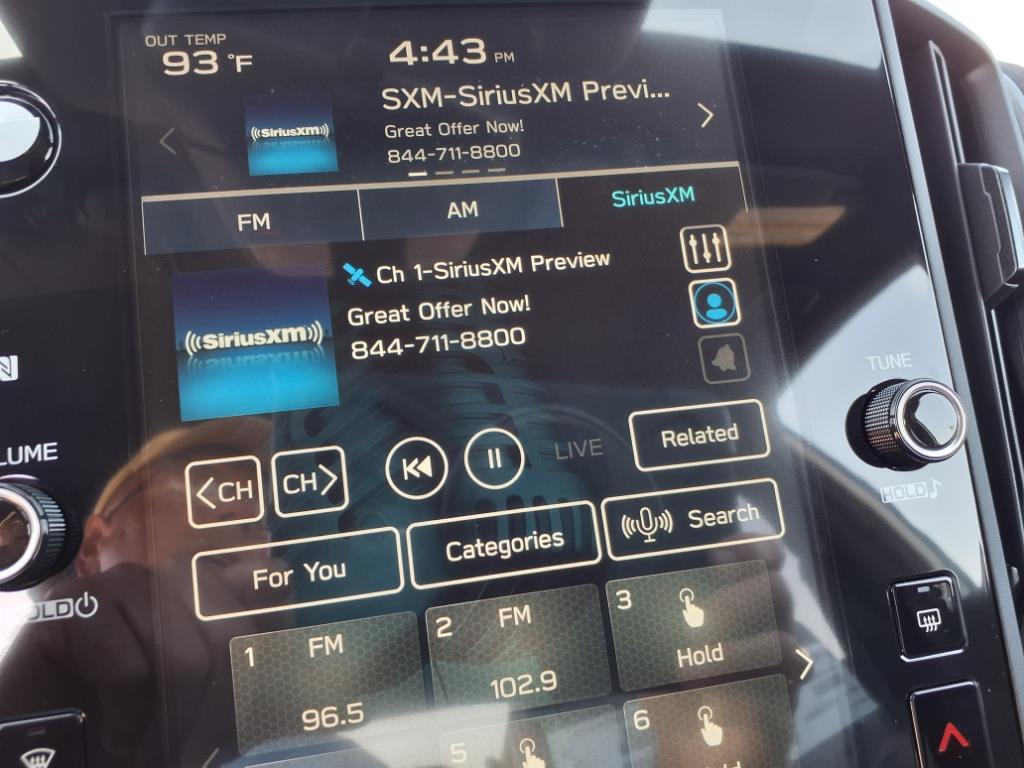 OUT TEMP
93 °F
4:43 PM
((SiriusXM))
SXM-SiriusXM Previ...
Great Offer Now!
844-711-8800
FM
AM
SiriusXM
((SiriusXM))
Ch 1-SiriusXM Preview
Great Offer Now!
844-711-8800
TUNE
HOLD
LUME
<CH
CH>
LIVE
Related
For You
Categories
Search
OLD
1
FM
96.5
2
FM
102.9
3
Hold
5
6